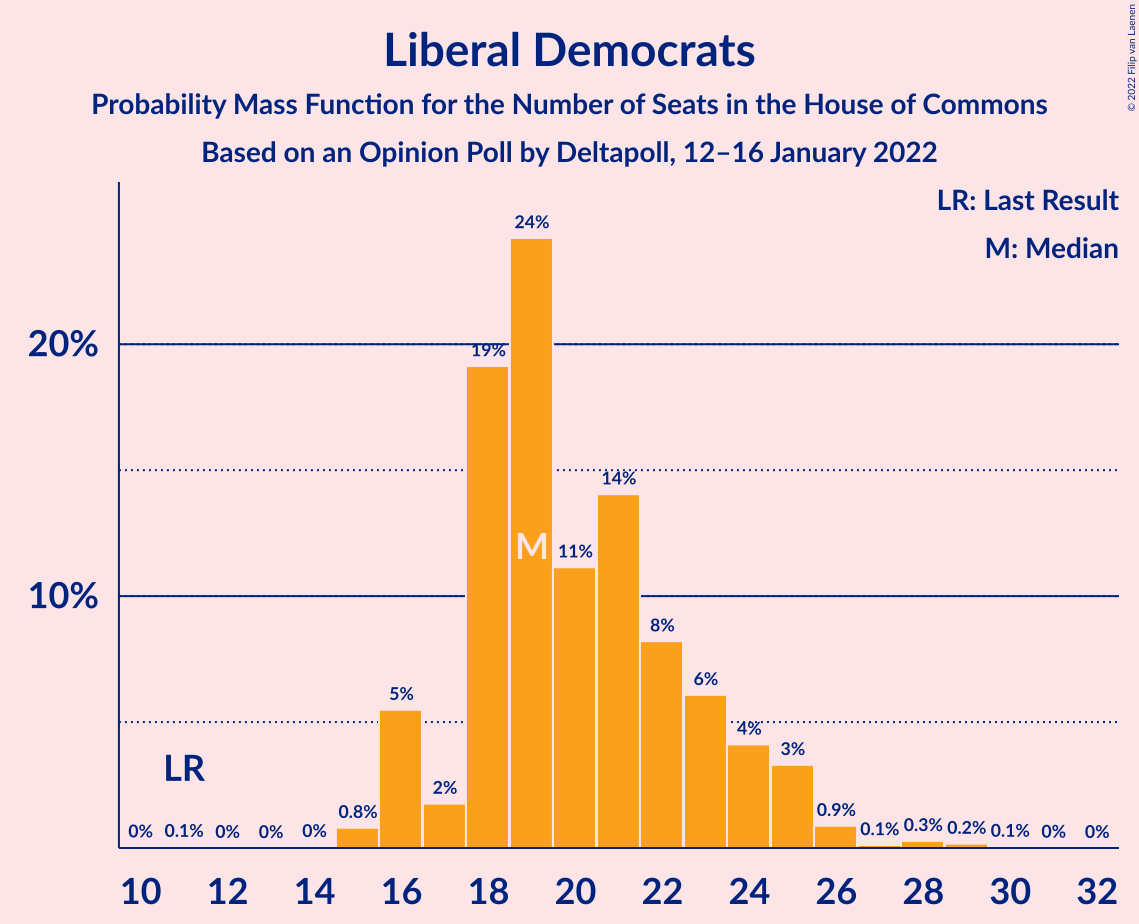 © 2022 Filip van Laenen
Liberal Democrats
Probability Mass Function for the Number of Seats in the House of Commons
Based on an Opinion Poll by Deltapoll, 12–16 January 2022
LR: Last Result
M: Median
24%
20%
19%
14%
M
11%
10%
8%
6%
5%
4%
3%
LR
2%
0.8%
0.9%
0%
0.1%
0%
0%
0%
0.1%
0.3%
0.2%
0.1%
0%
0%
10 12 14 16 18 20 22 24 26 28 30 32